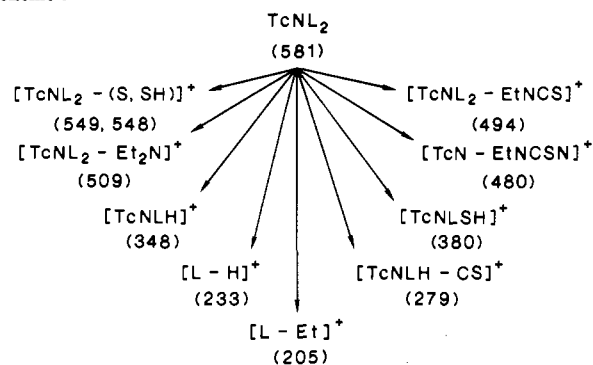 TcNL₂
(581)
[TcNL₂ – (S, SH)]⁺
(549, 548)
[TcNL₂ – EtNCS]⁺
(494)
[TcNL₂ – Et₂N]⁺
(509)
[TcN – EtNCSN]⁺
(480)
[TcNLH]⁺
(348)
[TcNLSH]⁺
(380)
[L – H]⁺
(233)
[TcNLH – CS]⁺
(279)
[L – Et]⁺
(205)